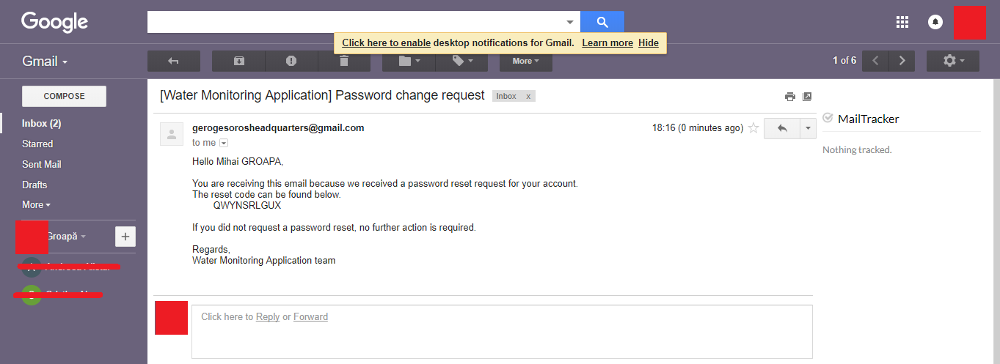 Google
Click here to enable desktop notifications for Gmail. Learn more Hide
Gmail
More
1 of 6
COMPOSE
Inbox (2)
Starred
Sent Mail
Drafts
More
Groapă
[Water Monitoring Application] Password change request
Inbox x
gerogesorosheadquarters@gmail.com
18:16 (0 minutes ago)
to me
Hello Mihai GROAPA,
You are receiving this email because we received a password reset request for your account.
The reset code can be found below.
QWYNSRLGUX
If you did not request a password reset, no further action is required.
Regards,
Water Monitoring Application team
Click here to Reply or Forward
MailTracker
Nothing tracked.